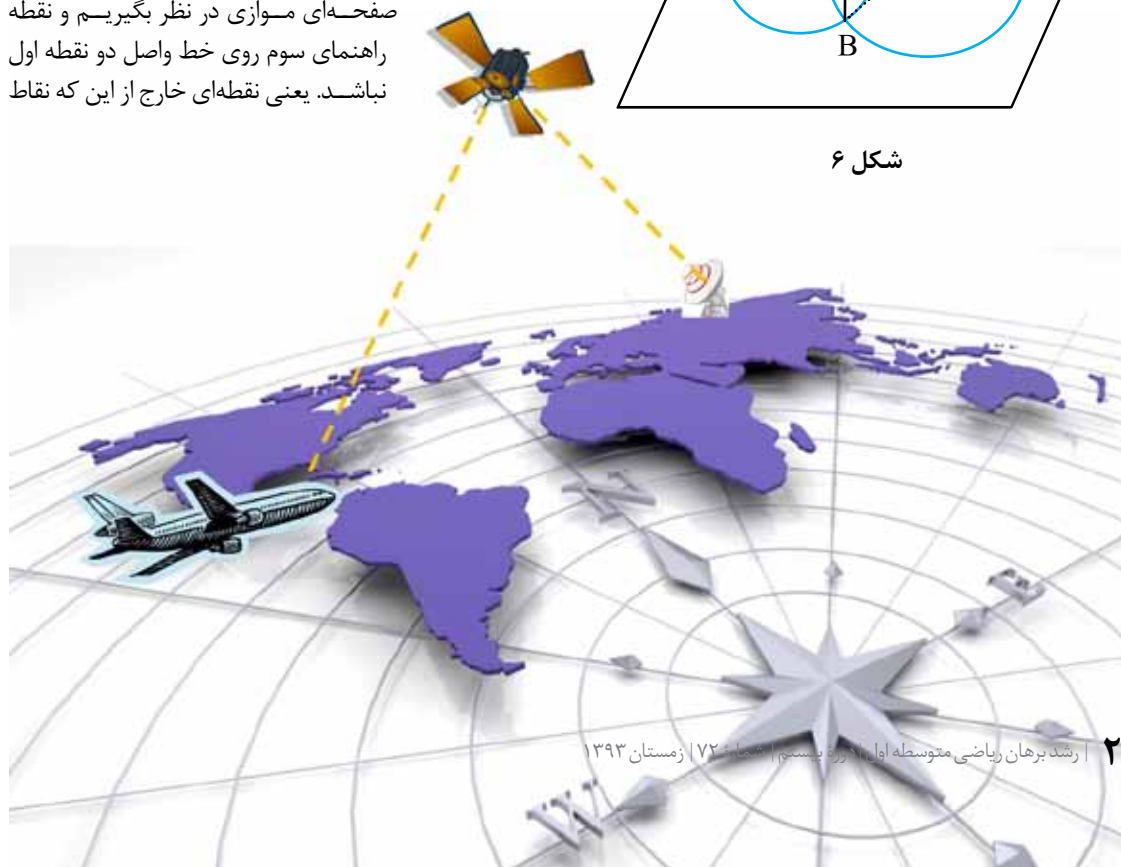 صفحه‌ای موازی در نظر بگیریم و نقطه
راهنمای سوم روی خط واصل دو نقطه اول
نباشد. یعنی نقطه‌ای خارج از این که نقاط
B
شکل ۶
N
E
W
۲ | رشد برهان ریاضی متوسطه اول | دورهٔ بیستم | شمارهٔ ۷۲ | زمستان ۱۳۹۳